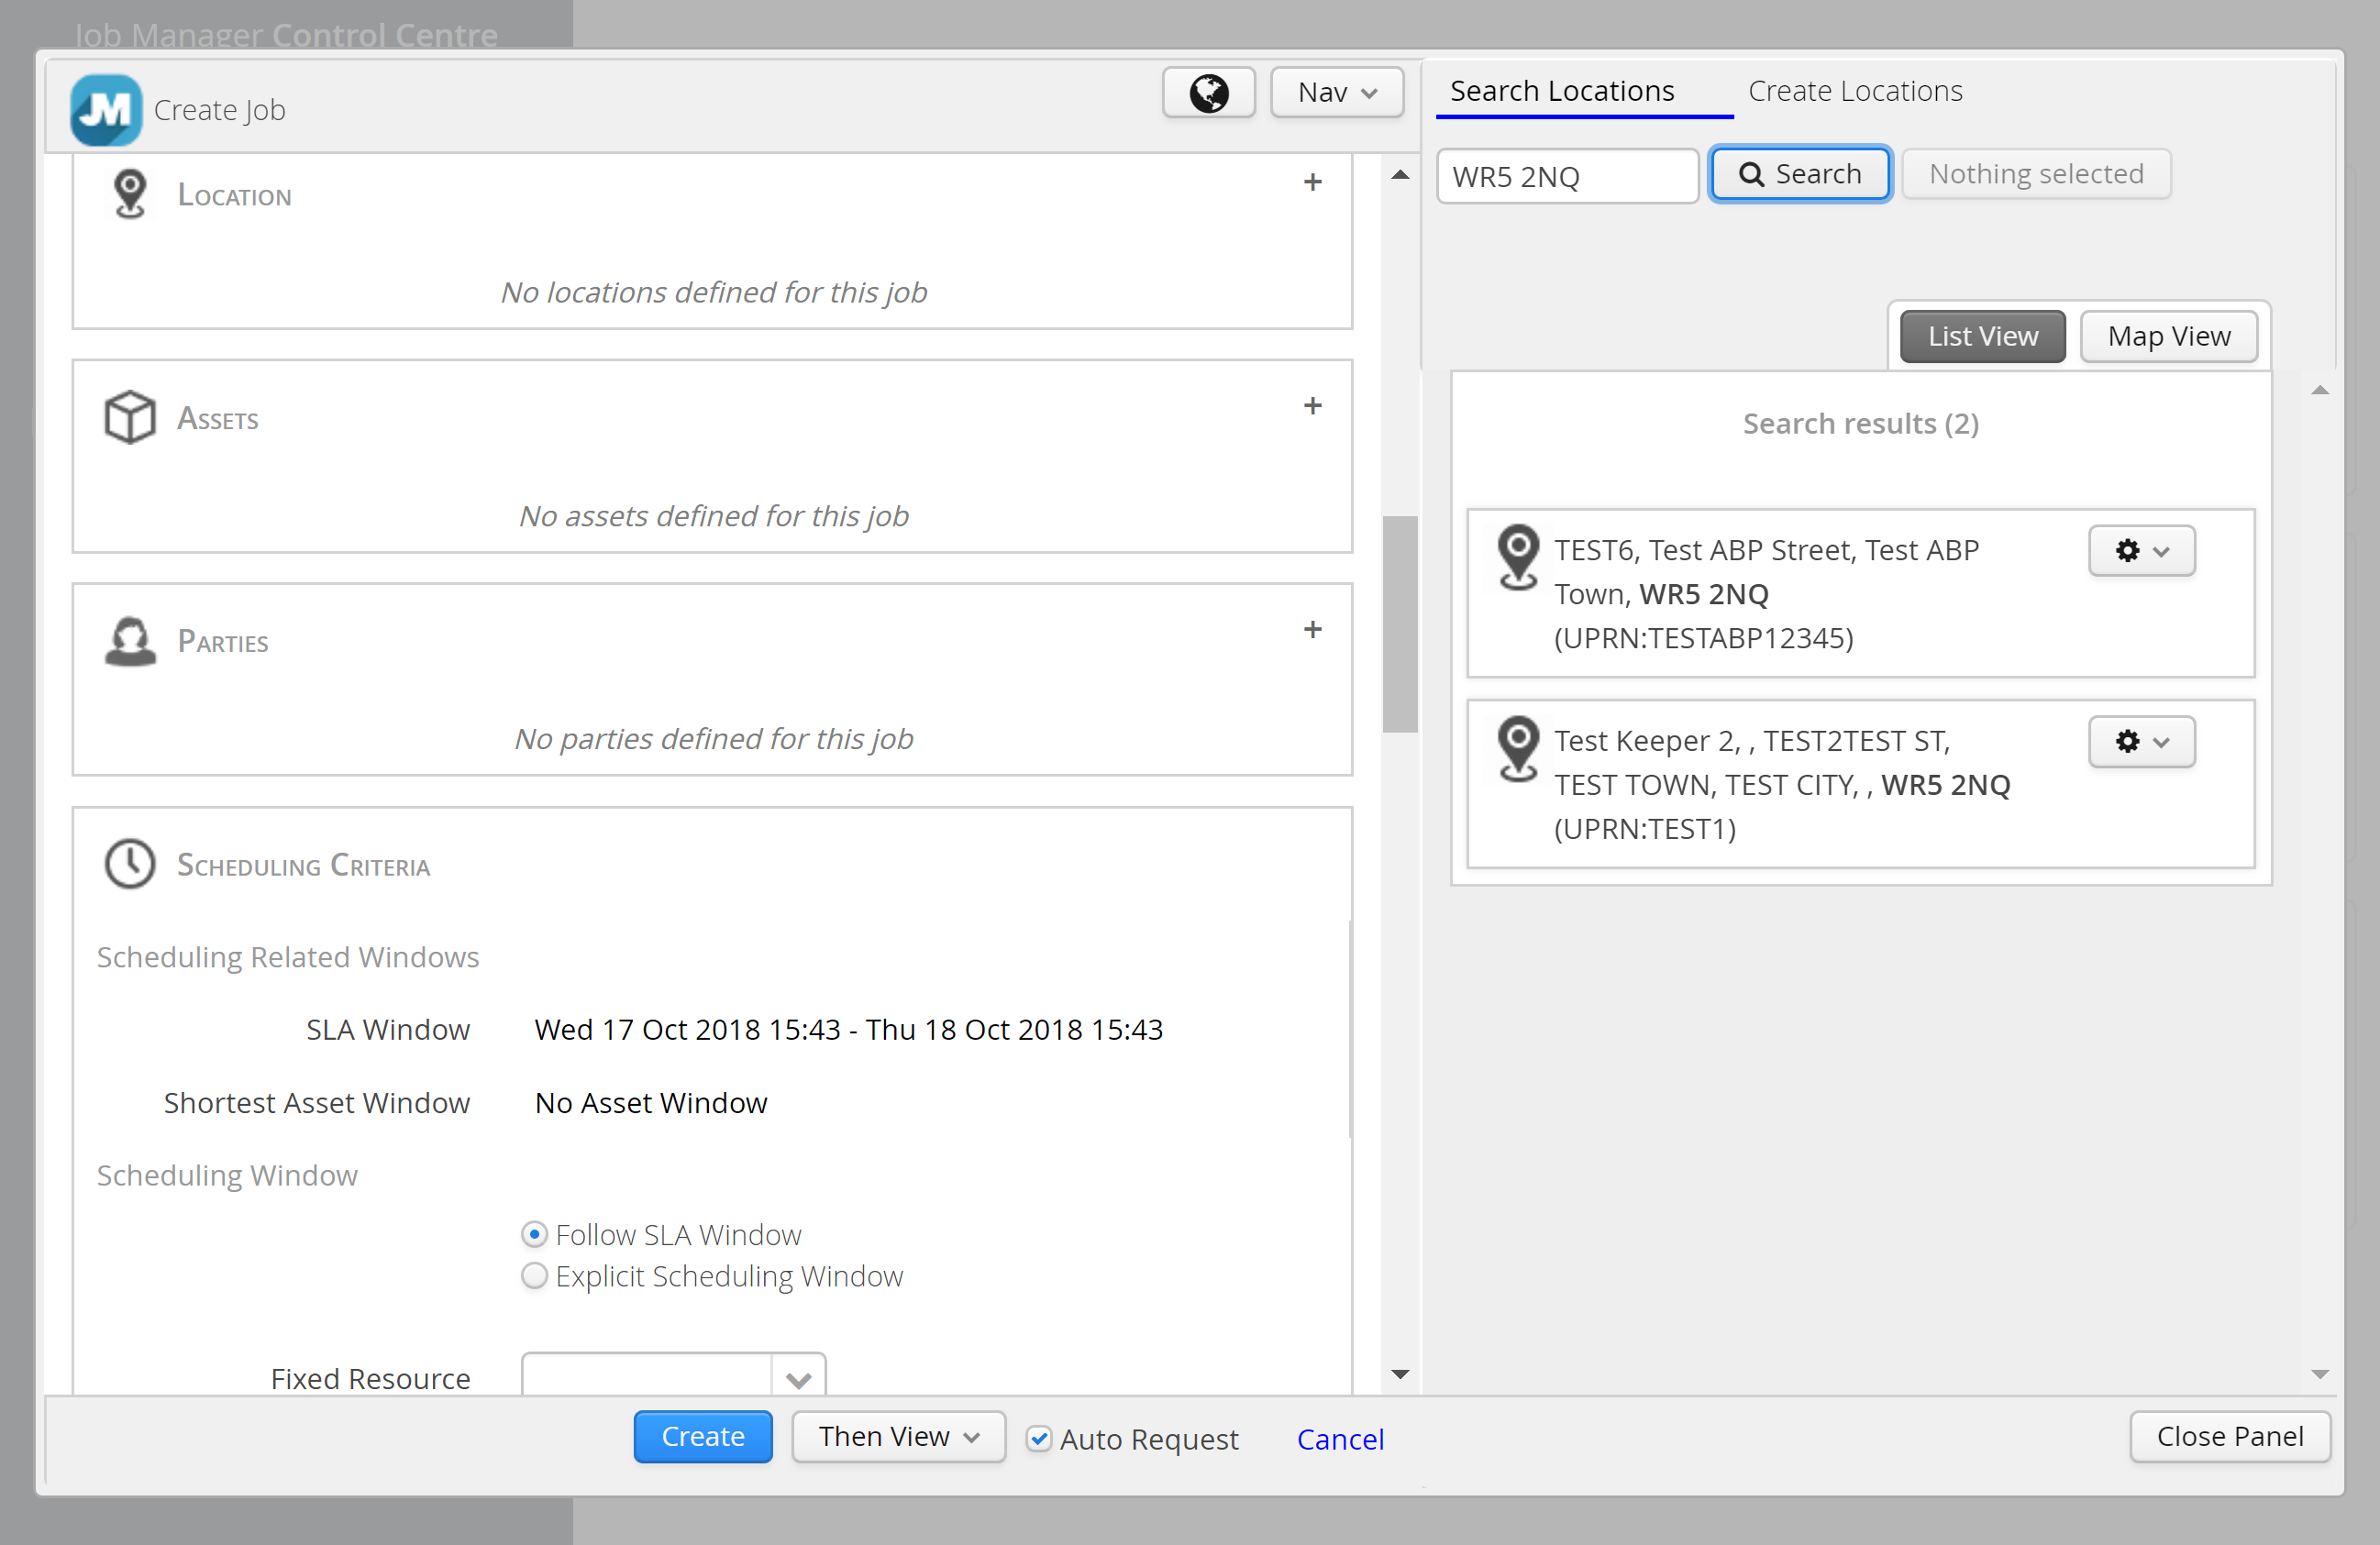 Job Manager Control Centre
JM
Create Job
Nav
Location
+
No locations defined for this job
Assets
+
No assets defined for this job
Parties
+
No parties defined for this job
Scheduling Criteria
Scheduling Related Windows
SLA Window Wed 17 Oct 2018 15:43 - Thu 18 Oct 2018 15:43
Shortest Asset Window No Asset Window
Scheduling Window
Follow SLA Window
Explicit Scheduling Window
Fixed Resource
Create Then View Auto Request Cancel
Search Locations Create Locations
WR5 2NQ Search Nothing selected
List View Map View
Search results (2)
TEST6, Test ABP Street, Test ABP
Town, WR5 2NQ
(UPRN:TESTABP12345)
Test Keeper 2, , TEST2TEST ST,
TEST TOWN, TEST CITY, , WR5 2NQ
(UPRN:TEST1)
Close Panel